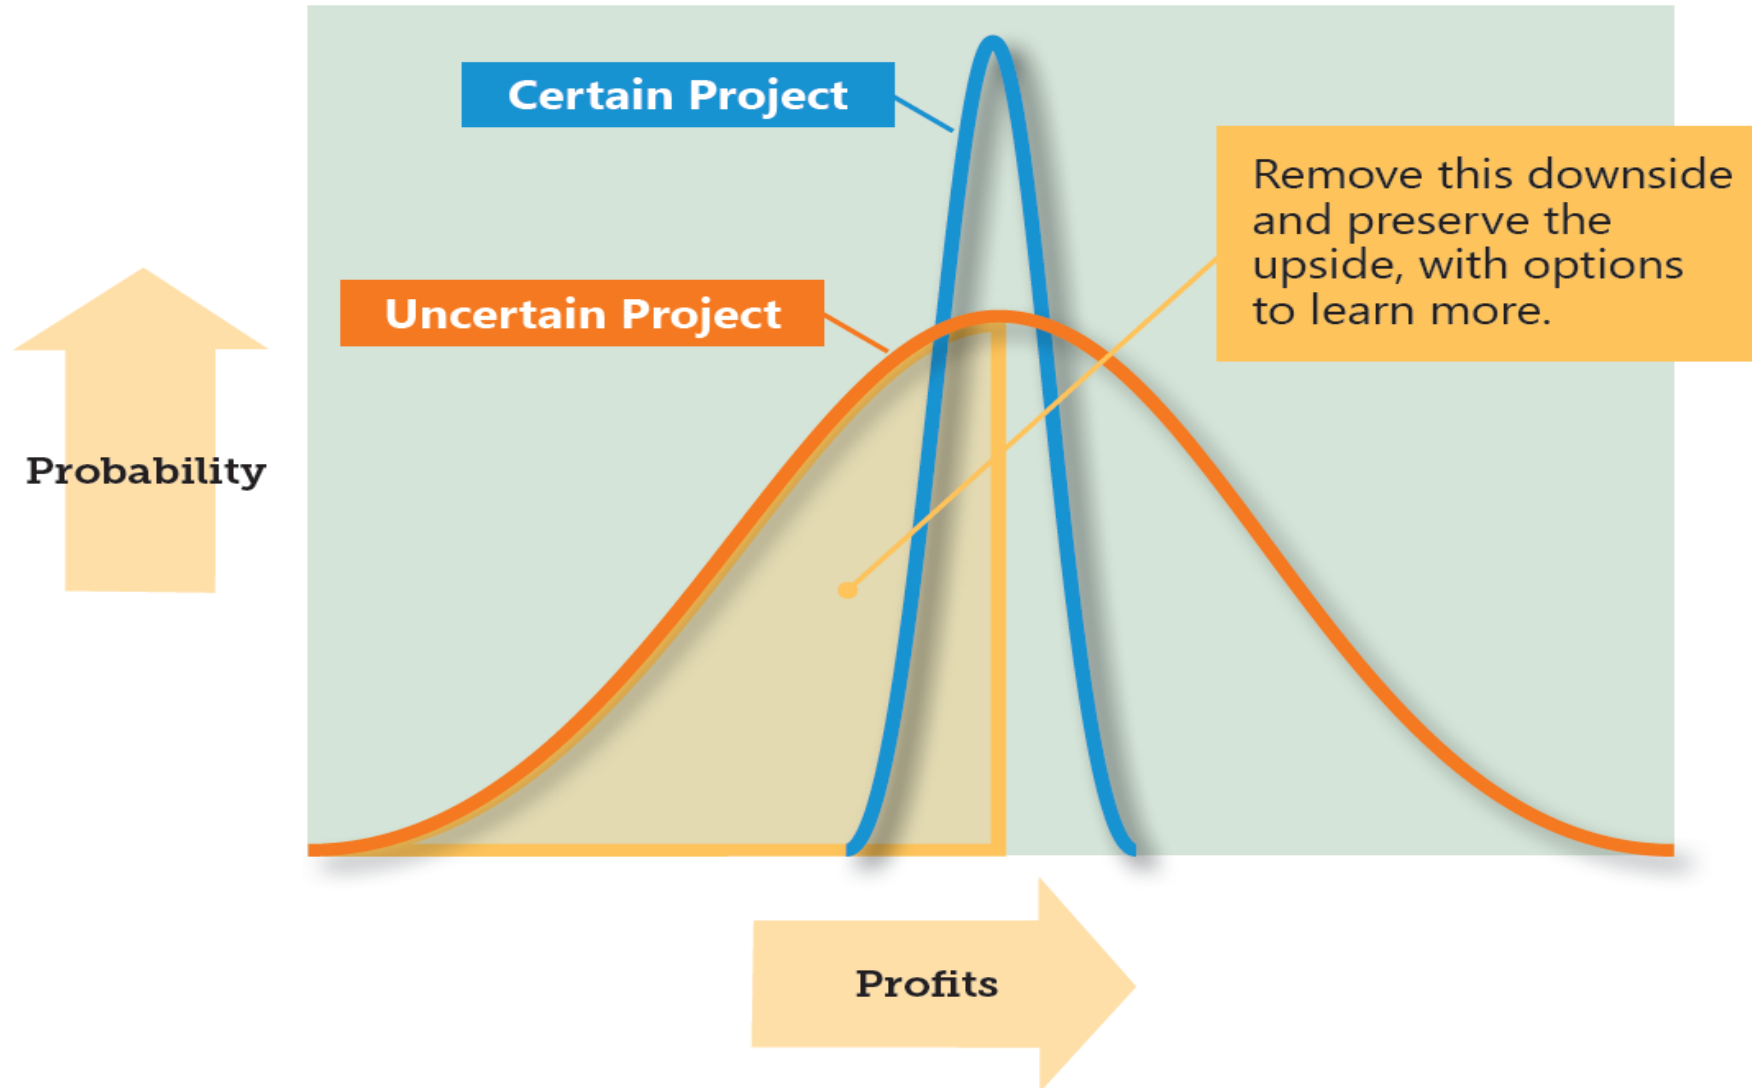 Certain Project
Remove this downside
and preserve the
upside, with options
to learn more.
Uncertain Project
Probability
Profits